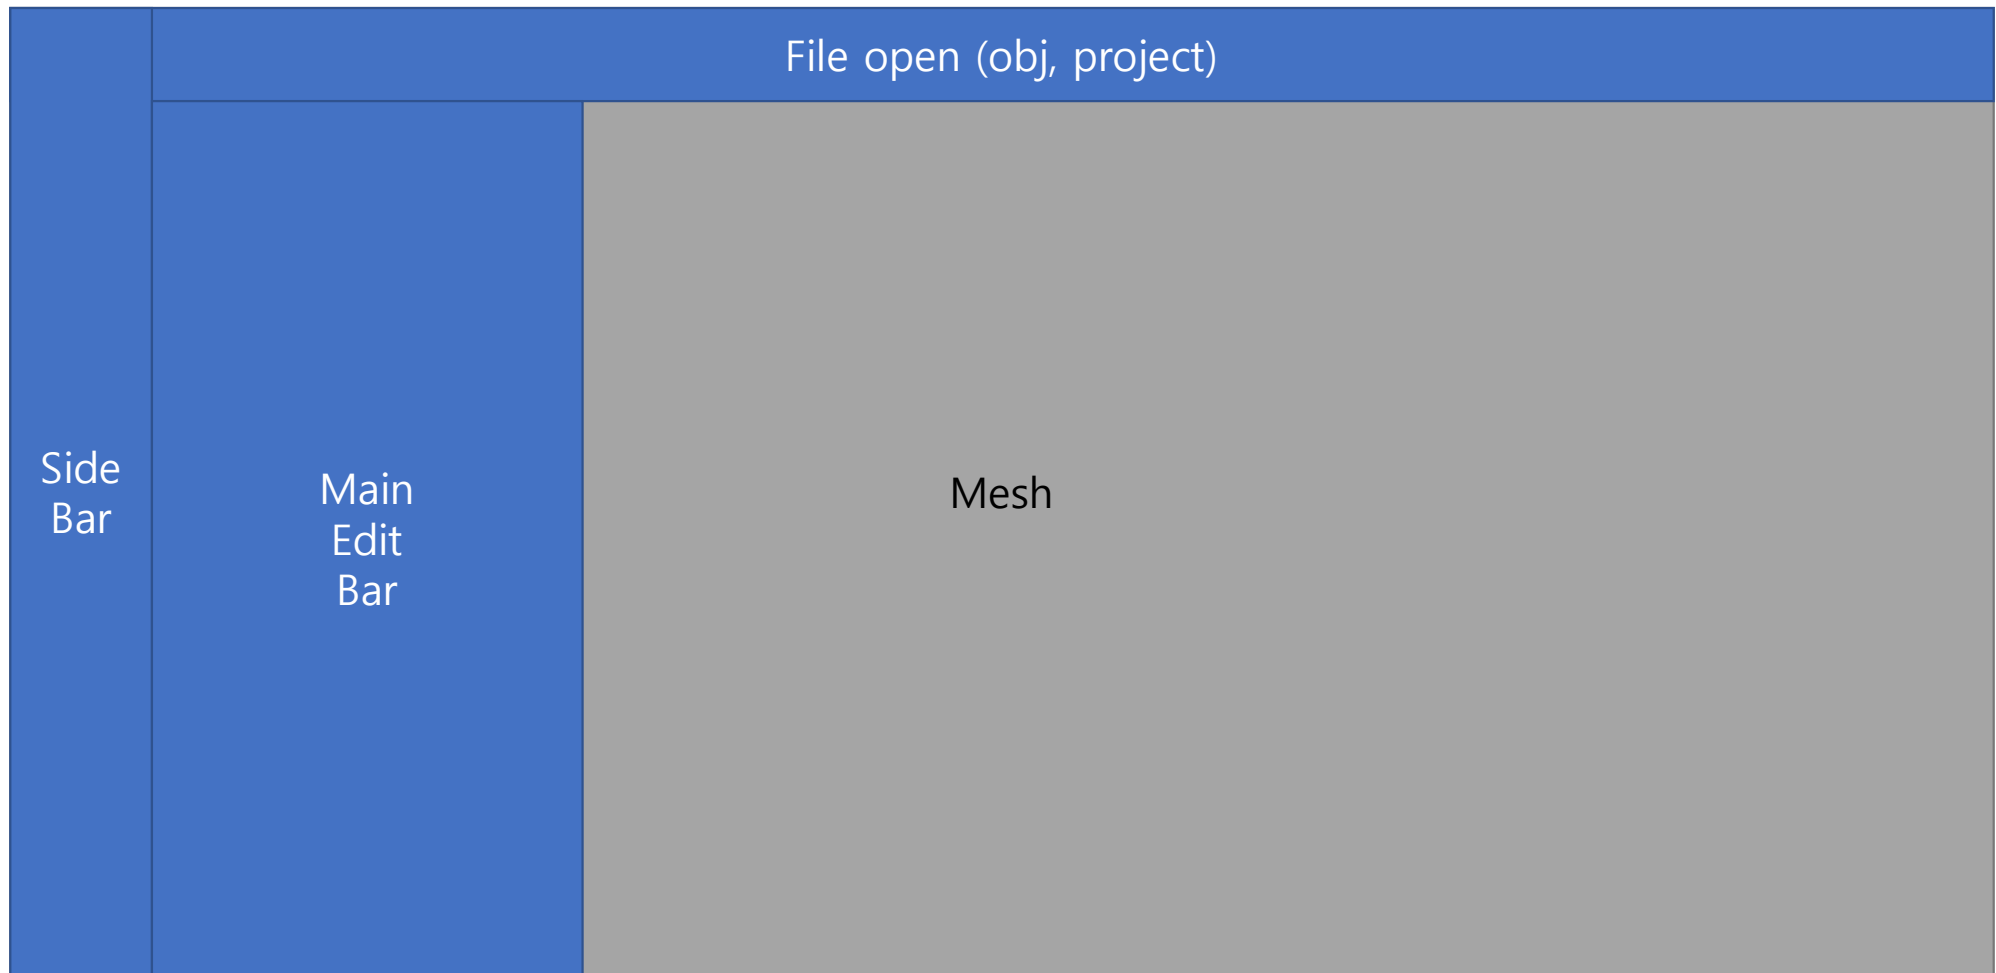 File open (obj, project)
Side
Bar
Main
Edit
Bar
Mesh